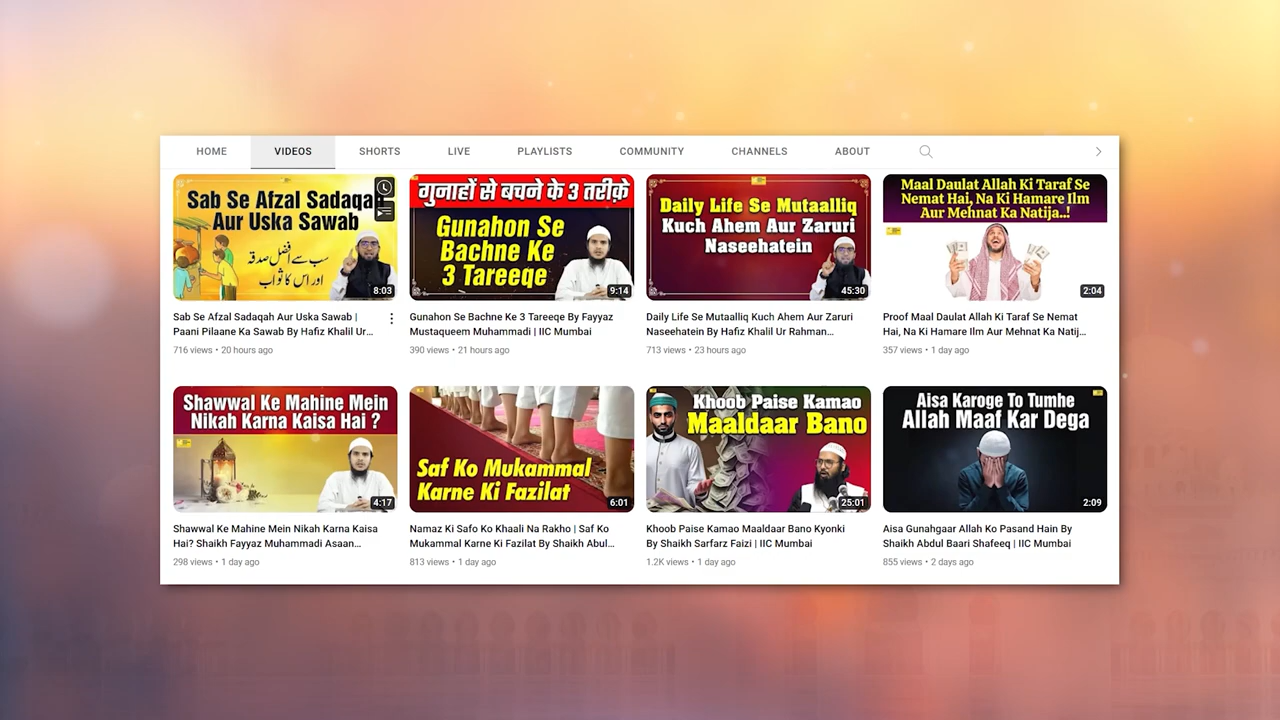 HOME VIDEOS SHORTS LIVE PLAYLISTS COMMUNITY CHANNELS ABOUT
Sab Se Afzal Sadaqah
Aur Uska Sawab
سب سے افضل صدقہ
اور اس کا ثواب
8:03
Sab Se Afzal Sadaqah Aur Uska Sawab |
Paani Pilaane Ka Sawab By Hafiz Khalil Ur...
716 views • 20 hours ago
गुनाहों से बचने के 3 तरीक़े
Gunahon Se
Bachne Ke
3 Tareeqe
9:14
Gunahon Se Bachne Ke 3 Tareeqe By Fayyaz
Mustaqueem Muhammadi | IIC Mumbai
390 views • 21 hours ago
Daily Life Se Mutaalliq
Kuch Ahem Aur Zaruri
Naseehatein
45:30
Daily Life Se Mutaalliq Kuch Ahem Aur Zaruri
Naseehatein By Hafiz Khalil Ur Rahman...
713 views • 23 hours ago
Maal Daulat Allah Ki Taraf Se
Nemat Hai, Na Ki Hamare Ilm
Aur Mehnat Ka Natija..!
2:04
Proof Maal Daulat Allah Ki Taraf Se Nemat
Hai, Na Ki Hamare Ilm Aur Mehnat Ka Natij...
357 views • 1 day ago
Shawwal Ke Mahine Mein
Nikah Karna Kaisa Hai ?
4:17
Shawwal Ke Mahine Mein Nikah Karna Kaisa
Hai? Shaikh Fayyaz Muhammadi Asaan...
298 views • 1 day ago
Saf Ko Mukammal
Karne Ki Fazilat
6:01
Namaz Ki Safo Ko Khaali Na Rakho | Saf Ko
Mukammal Karne Ki Fazilat By Shaikh Abul...
813 views • 1 day ago
Khoob Paise Kamao
Maaldaar Bano
25:01
Khoob Paise Kamao Maaldaar Bano Kyonki
By Shaikh Sarfarz Faizi | IIC Mumbai
1.2K views • 1 day ago
Aisa Karoge To Tumhe
Allah Maaf Kar Dega
2:09
Aisa Gunahgaar Allah Ko Pasand Hain By
Shaikh Abdul Baari Shafeeq | IIC Mumbai
855 views • 2 days ago